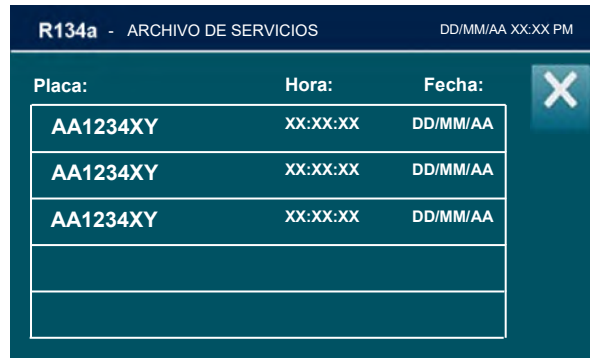 R134a - ARCHIVO DE SERVICIOS DD/MM/AA XX:XX PM
Placa: Hora: Fecha:
AA1234XY XX:XX:XX DD/MM/AA
AA1234XY XX:XX:XX DD/MM/AA
AA1234XY XX:XX:XX DD/MM/AA